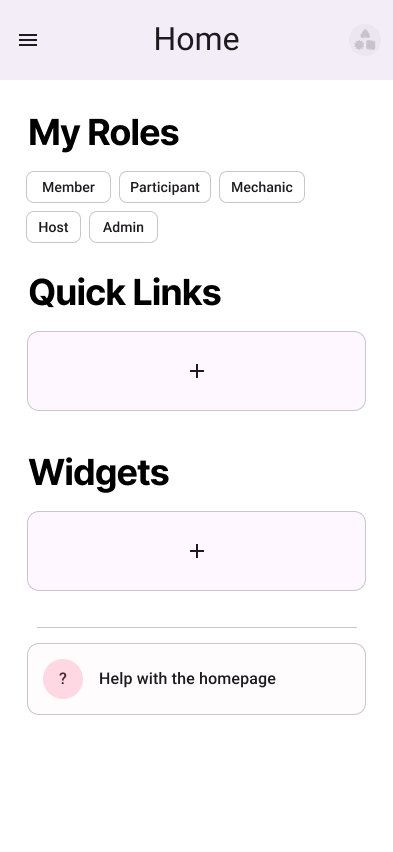 Home
My Roles
Member Participant Mechanic
Host Admin
Quick Links
+
Widgets
+
? Help with the homepage